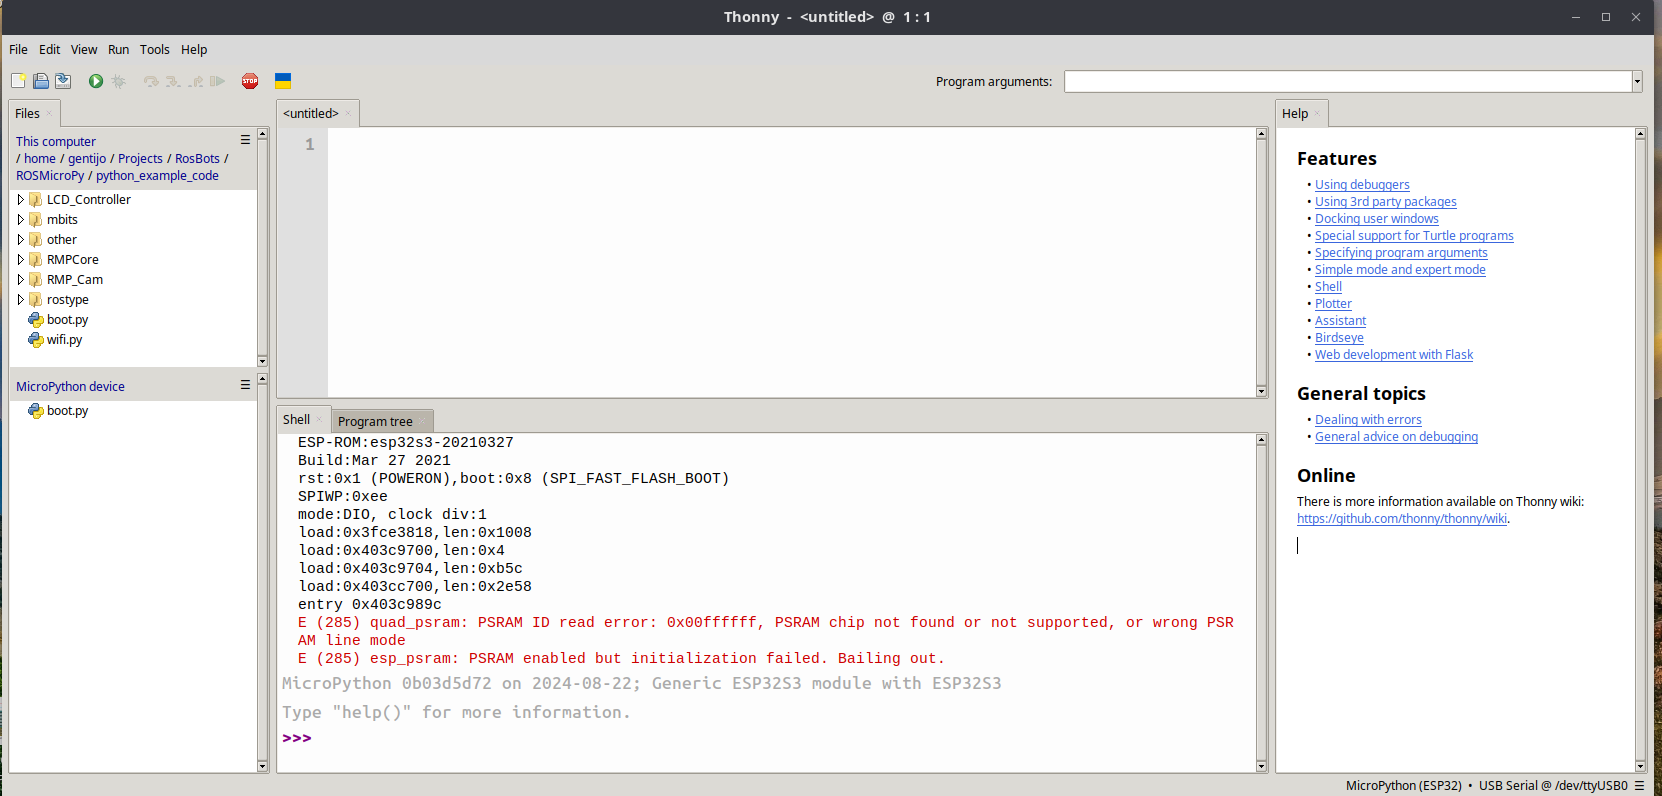 Thonny - <untitled> @ 1 : 1
File Edit View Run Tools Help
STOP
Program arguments:
Files
This computer
/ home / gentijo / Projects / RosBots /
ROSMicroPy / python_example_code
LCD_Controller
mbits
other
RMPCore
RMP_Cam
rostype
boot.py
wifi.py
MicroPython device
boot.py
<untitled>
1
Shell Program tree
ESP-ROM:esp32s3-20210327
Build:Mar 27 2021
rst:0x1 (POWERON),boot:0x8 (SPI_FAST_FLASH_BOOT)
SPIWP:0xee
mode:DIO, clock div:1
load:0x3fce3818,len:0x1008
load:0x403c9700,len:0x4
load:0x403c9704,len:0xb5c
load:0x403cc700,len:0x2e58
entry 0x403c989c
E (285) quad_psram: PSRAM ID read error: 0x00ffffff, PSRAM chip not found or not supported, or wrong PSR
AM line mode
E (285) esp_psram: PSRAM enabled but initialization failed. Bailing out.
MicroPython 0b03d5d72 on 2024-08-22; Generic ESP32S3 module with ESP32S3
Type "help()" for more information.
>>>
Help
Features
• Using debuggers
• Using 3rd party packages
• Docking user windows
• Special support for Turtle programs
• Specifying program arguments
• Simple mode and expert mode
• Shell
• Plotter
• Assistant
• Birdseye
• Web development with Flask
General topics
• Dealing with errors
• General advice on debugging
Online
There is more information available on Thonny wiki:
https://github.com/thonny/thonny/wiki.
MicroPython (ESP32) • USB Serial @ /dev/ttyUSB0